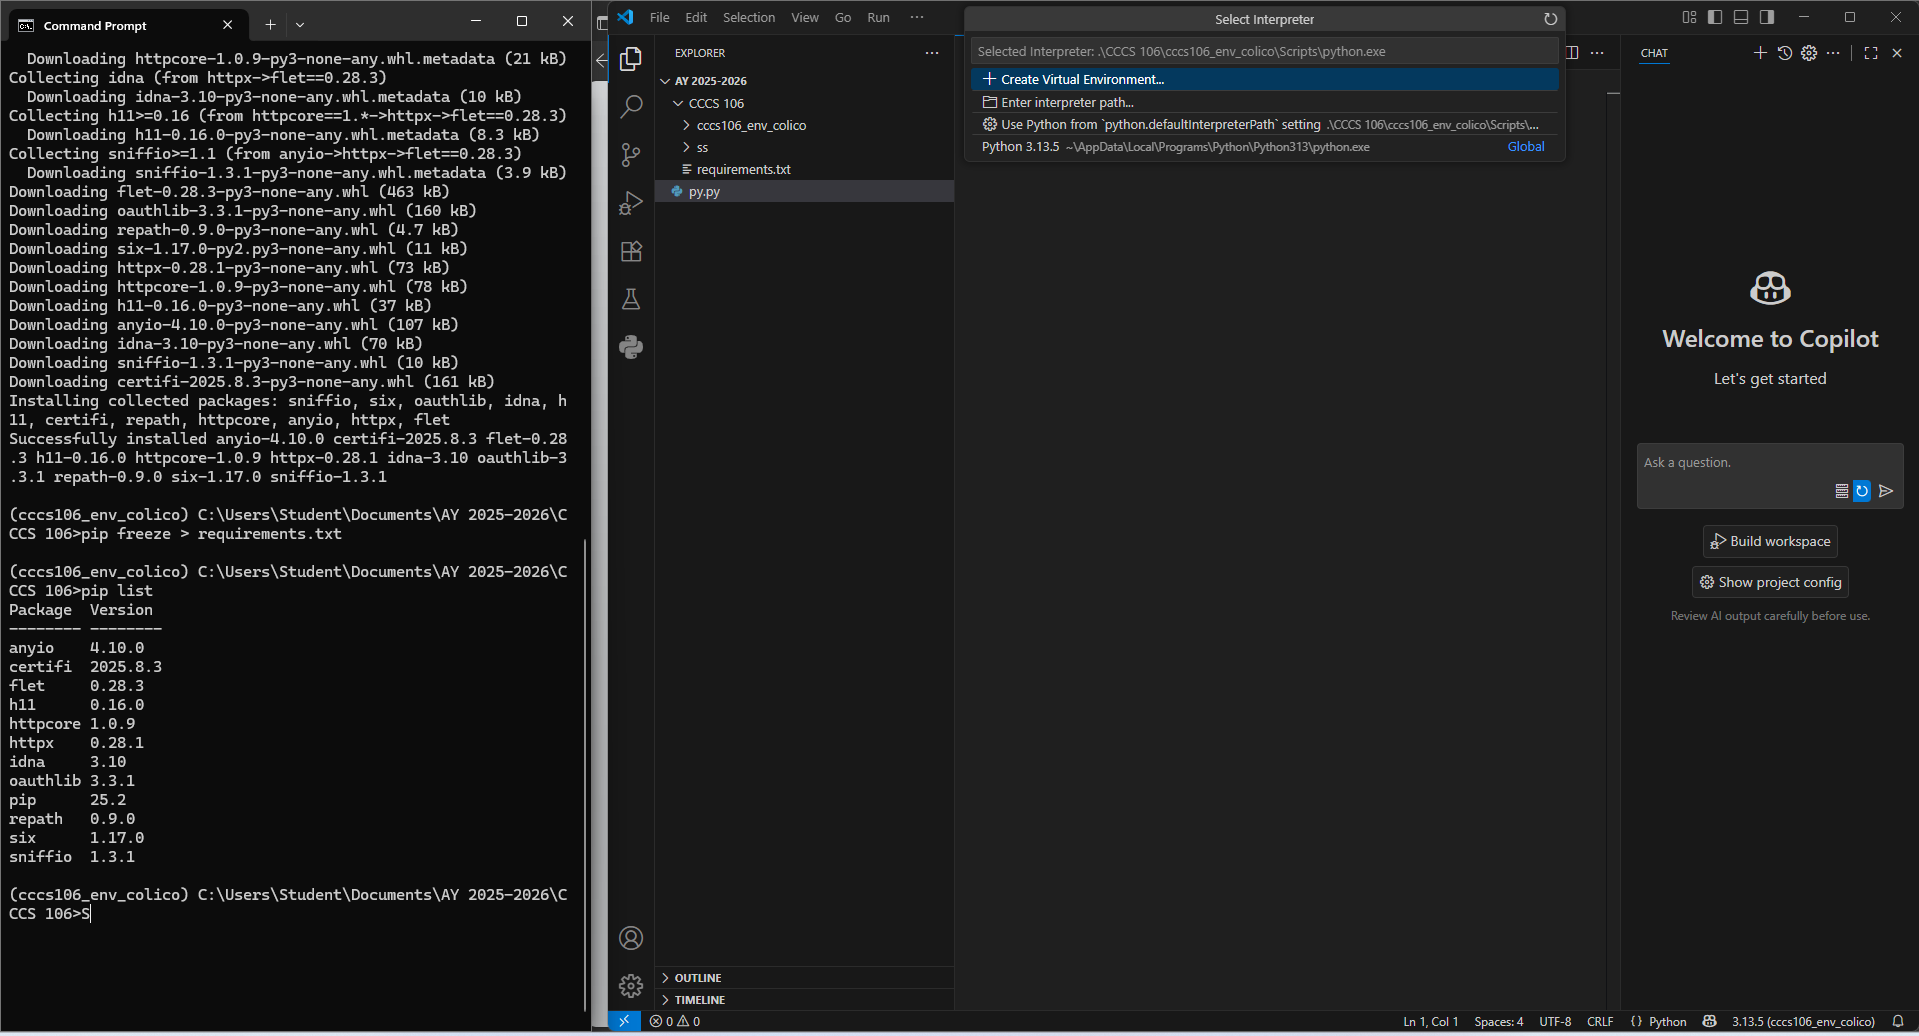 Command Prompt
Downloading httpcore-1.0.9-py3-none-any.whl.metadata (21 kB)
Collecting idna (from httpx->flet==0.28.3)
Downloading idna-3.10-py3-none-any.whl.metadata (10 kB)
Collecting h11>=0.16 (from httpcore==1.*->httpx->flet==0.28.3)
Downloading h11-0.16.0-py3-none-any.whl.metadata (8.3 kB)
Collecting sniffio>=1.1 (from anyio->httpx->flet==0.28.3)
Downloading sniffio-1.3.1-py3-none-any.whl.metadata (3.9 kB)
Downloading flet-0.28.3-py3-none-any.whl (463 kB)
Downloading oauthlib-3.3.1-py3-none-any.whl (160 kB)
Downloading repath-0.9.0-py3-none-any.whl (4.7 kB)
Downloading six-1.17.0-py2.py3-none-any.whl (11 kB)
Downloading httpx-0.28.1-py3-none-any.whl (73 kB)
Downloading httpcore-1.0.9-py3-none-any.whl (78 kB)
Downloading h11-0.16.0-py3-none-any.whl (37 kB)
Downloading anyio-4.10.0-py3-none-any.whl (107 kB)
Downloading idna-3.10-py3-none-any.whl (70 kB)
Downloading sniffio-1.3.1-py3-none-any.whl (10 kB)
Downloading certifi-2025.8.3-py3-none-any.whl (161 kB)
Installing collected packages: sniffio, six, oauthlib, idna, h
11, certifi, repath, httpcore, anyio, httpx, flet
Successfully installed anyio-4.10.0 certifi-2025.8.3 flet-0.28
.3 h11-0.16.0 httpcore-1.0.9 httpx-0.28.1 idna-3.10 oauthlib-3
.3.1 repath-0.9.0 six-1.17.0 sniffio-1.3.1
(cccs106_env_colico) C:\Users\Student\Documents\AY 2025-2026\C
CCS 106>pip freeze > requirements.txt
(cccs106_env_colico) C:\Users\Student\Documents\AY 2025-2026\C
CCS 106>pip list
Package Version
-------- --------
anyio 4.10.0
certifi 2025.8.3
flet 0.28.3
h11 0.16.0
httpcore 1.0.9
httpx 0.28.1
idna 3.10
oauthlib 3.3.1
pip 25.2
repath 0.9.0
six 1.17.0
sniffio 1.3.1
(cccs106_env_colico) C:\Users\Student\Documents\AY 2025-2026\C
CCS 106>S
File Edit Selection View Go Run ...
EXPLORER
AY 2025-2026
CCCS 106
cccs106_env_colico
ss
requirements.txt
py.py
OUTLINE
TIMELINE
Select Interpreter
Selected Interpreter: .\CCCS 106\cccs106_env_colico\Scripts\python.exe
Create Virtual Environment...
Enter interpreter path...
Use Python from `python.defaultInterpreterPath` setting .\CCCS 106\cccs106_env_colico\Scripts\...
Python 3.13.5 ~\AppData\Local\Programs\Python\Python313\python.exe Global
CHAT
Welcome to Copilot
Let's get started
Ask a question.
Build workspace
Show project config
Review AI output carefully before use.
0 0
Ln 1, Col 1 Spaces: 4 UTF-8 CRLF {} Python 3.13.5 (cccs106_env_colico)